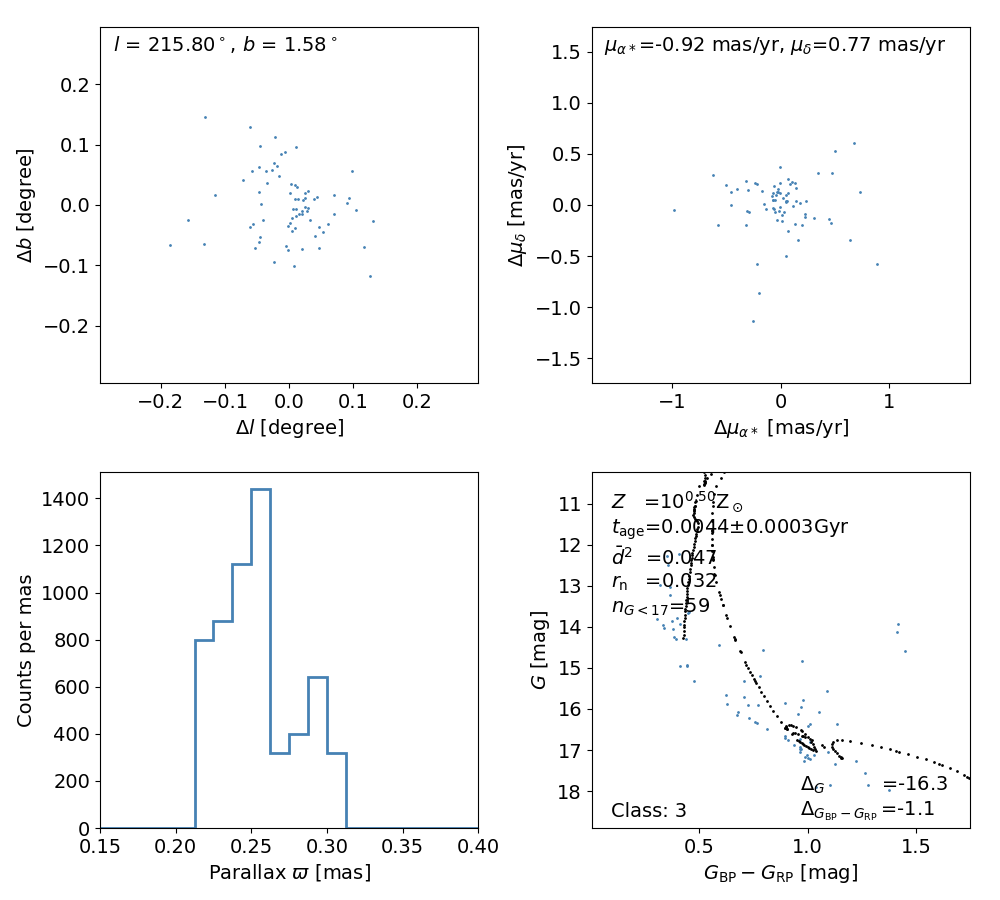 l = 215.80°, b = 1.58°
0.2
0.1
0.0
−0.1
−0.2
Δb [degree]
−0.2 −0.1 0.0 0.1 0.2
Δl [degree]
μα∗=-0.92 mas/yr, μδ=0.77 mas/yr
1.5
1.0
0.5
0.0
−0.5
−1.0
−1.5
Δμδ [mas/yr]
−1 0 1
Δμα∗ [mas/yr]
1400
1200
1000
800
600
400
200
0
Counts per mas
0.15 0.20 0.25 0.30 0.35 0.40
Parallax ϖ [mas]
Z =10^0.50 Z⊙
tage=0.0044±0.0003Gyr
d̄² =0.047
rn =0.032
nG<17=59
11
12
13
14
15
16
17
18
G [mag]
ΔG =-16.3
ΔGBP−GRP =-1.1
Class: 3
0.5 1.0 1.5
GBP − GRP [mag]